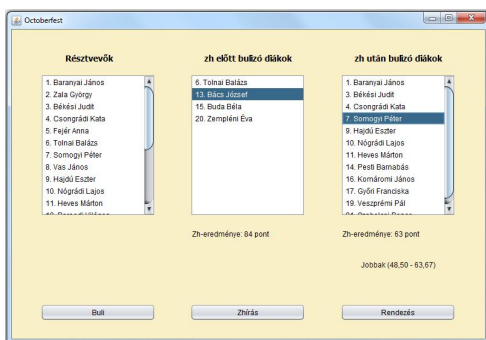 Octoberfest
Résztvevők
1. Baranyai János
2. Zala György
3. Békési Judit
4. Csongrádi Kata
5. Fejér Anna
6. Tolnai Balázs
7. Somogyi Péter
8. Vas János
9. Hajdú Eszter
10. Nógrádi Lajos
11. Heves Márton
Buli
zh előtt bulizó diákok
6. Tolnai Balázs
13. Bács József
15. Buda Béla
20. Zempléni Éva
Zh-eredménye: 84 pont
Zhírás
zh után bulizó diákok
1. Baranyai János
3. Békési Judit
4. Csongrádi Kata
7. Somogyi Péter
9. Hajdú Eszter
10. Nógrádi Lajos
11. Heves Márton
14. Pesti Barnabás
16. Komáromi János
17. Győri Franciska
19. Veszprémi Pál
Zh-eredménye: 63 pont
Jobbak (48,50 - 63,67)
Rendezés